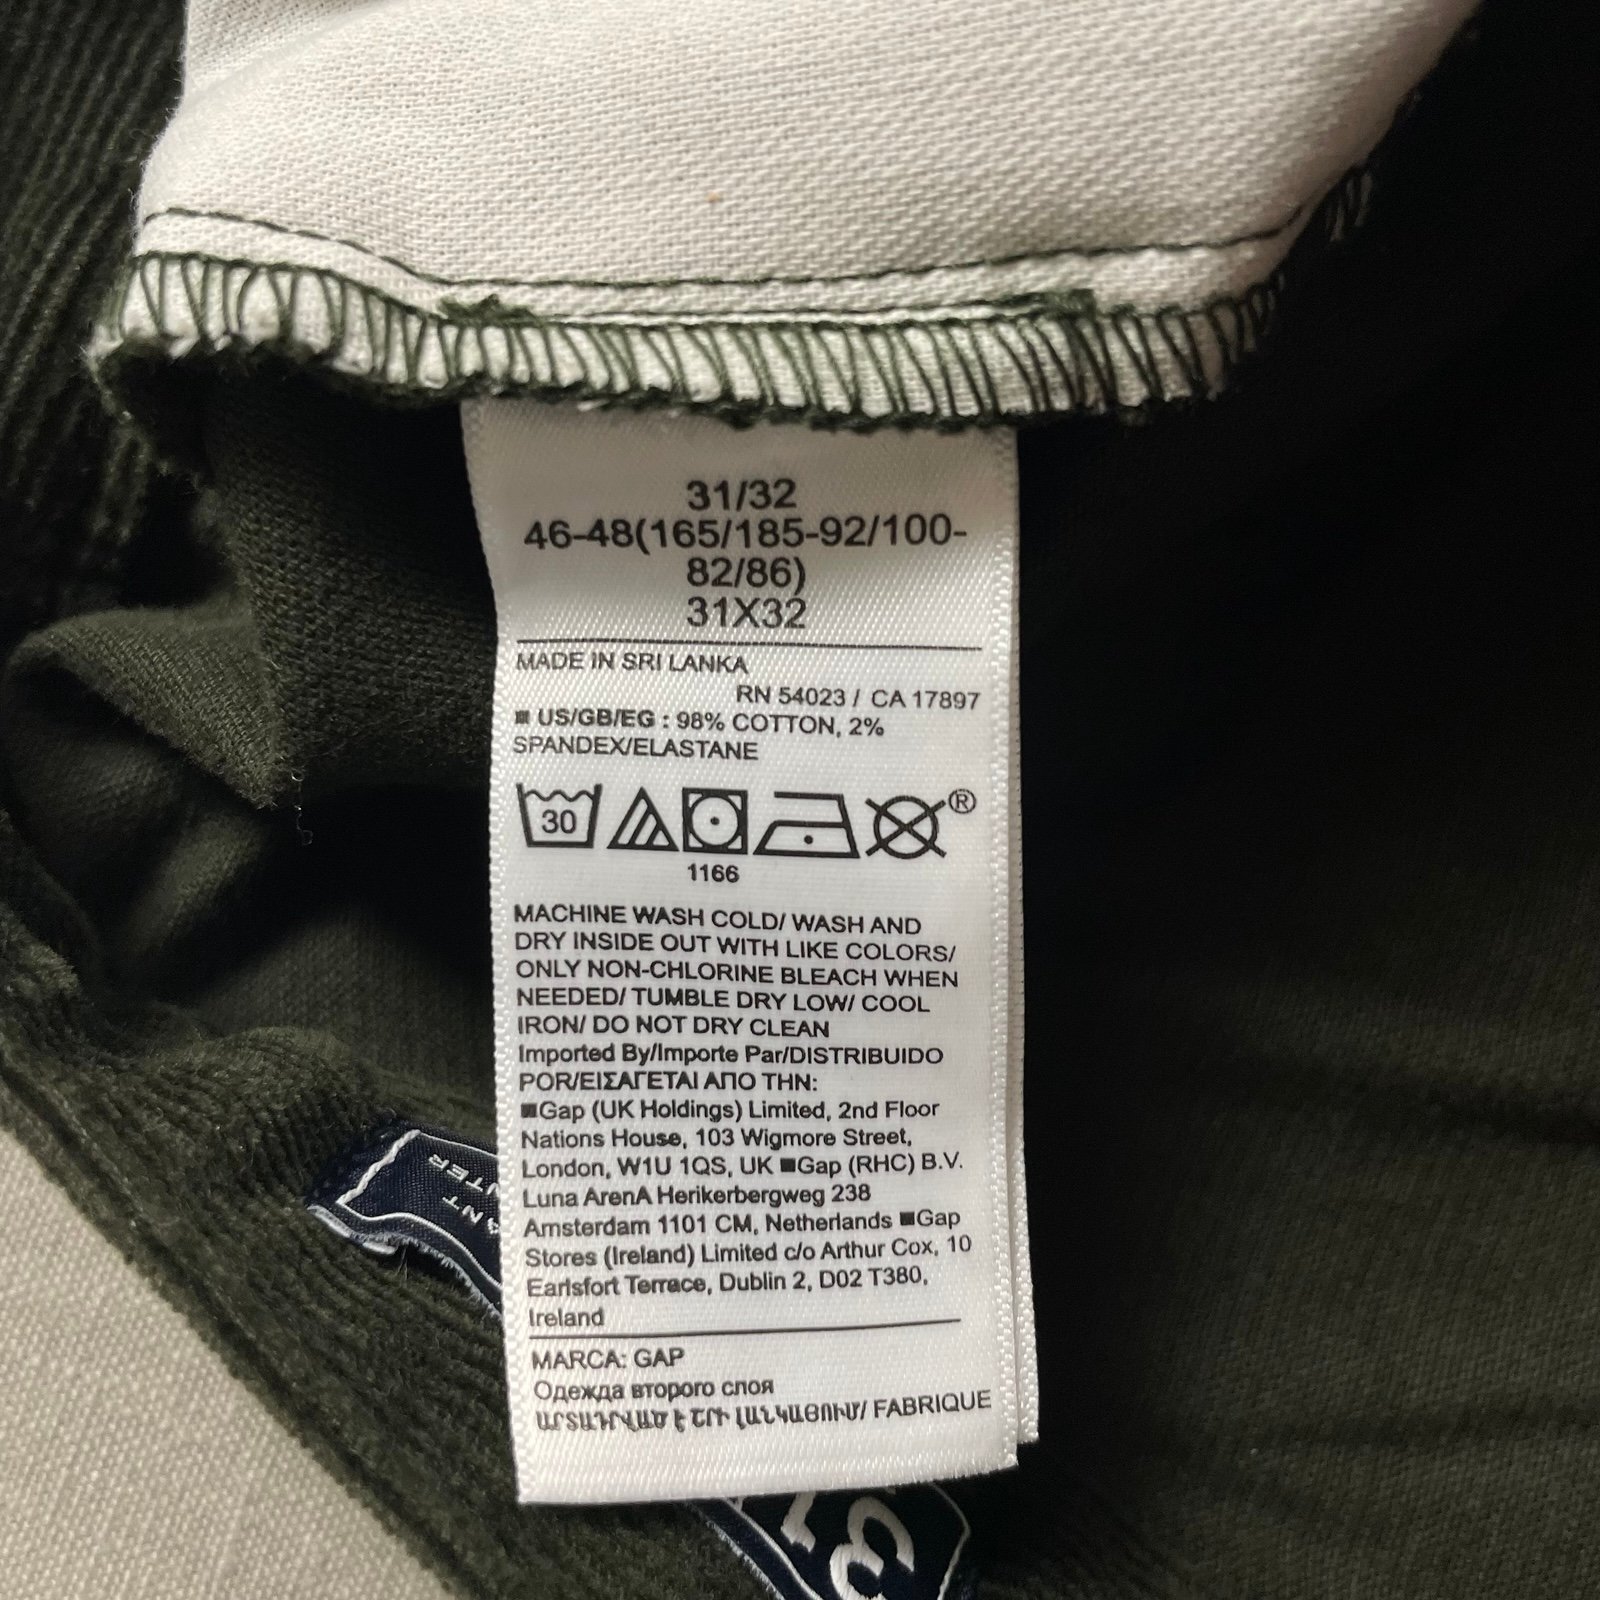 31/32
46-48(165/185-92/100-
82/86)
31X32
MADE IN SRI LANKA
RN 54023 / CA 17897
■ US/GB/EG : 98% COTTON, 2%
SPANDEX/ELASTANE
30
®
1166
MACHINE WASH COLD/ WASH AND
DRY INSIDE OUT WITH LIKE COLORS/
ONLY NON-CHLORINE BLEACH WHEN
NEEDED/ TUMBLE DRY LOW/ COOL
IRON/ DO NOT DRY CLEAN
Imported By/Importe Par/DISTRIBUIDO
POR/ΕΙΣΑΓΕΤΑΙ ΑΠΟ ΤΗΝ:
■Gap (UK Holdings) Limited, 2nd Floor
Nations House, 103 Wigmore Street,
London, W1U 1QS, UK ■Gap (RHC) B.V.
Luna ArenA Herikerbergweg 238
Amsterdam 1101 CM, Netherlands ■Gap
Stores (Ireland) Limited c/o Arthur Cox, 10
Earlsfort Terrace, Dublin 2, D02 T380,
Ireland
MARCA: GAP
Одежда второго слоя
ԱՐՏԱԴՐՎԱԾ Է ՇՐԻ ԼԱՆԿԱՅՈՒՄ/ FABRIQUE